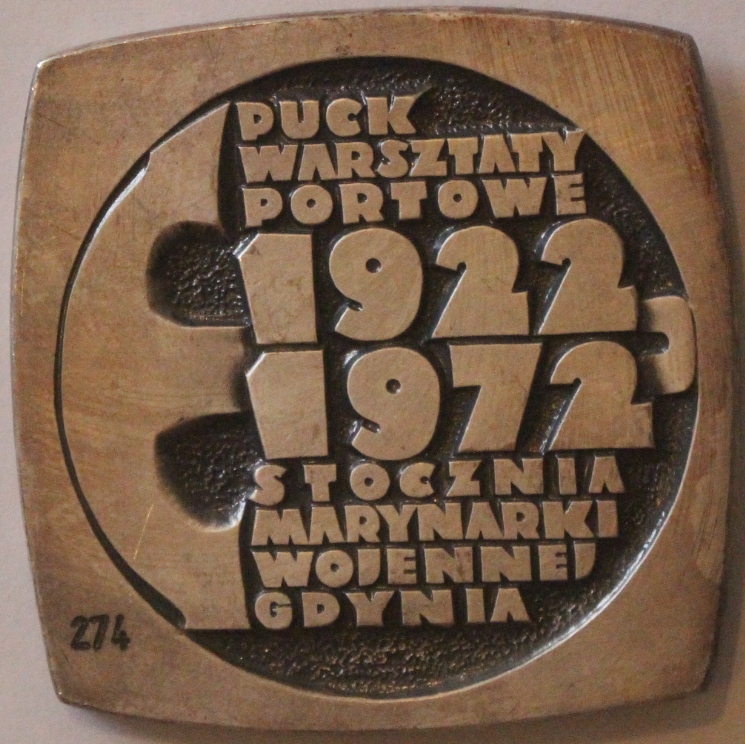 PUCK
WARSZTATY
PORTOWE
1922
1972
STOCZNIA
MARYNARKI
WOJENNEJ
GDYNIA
274